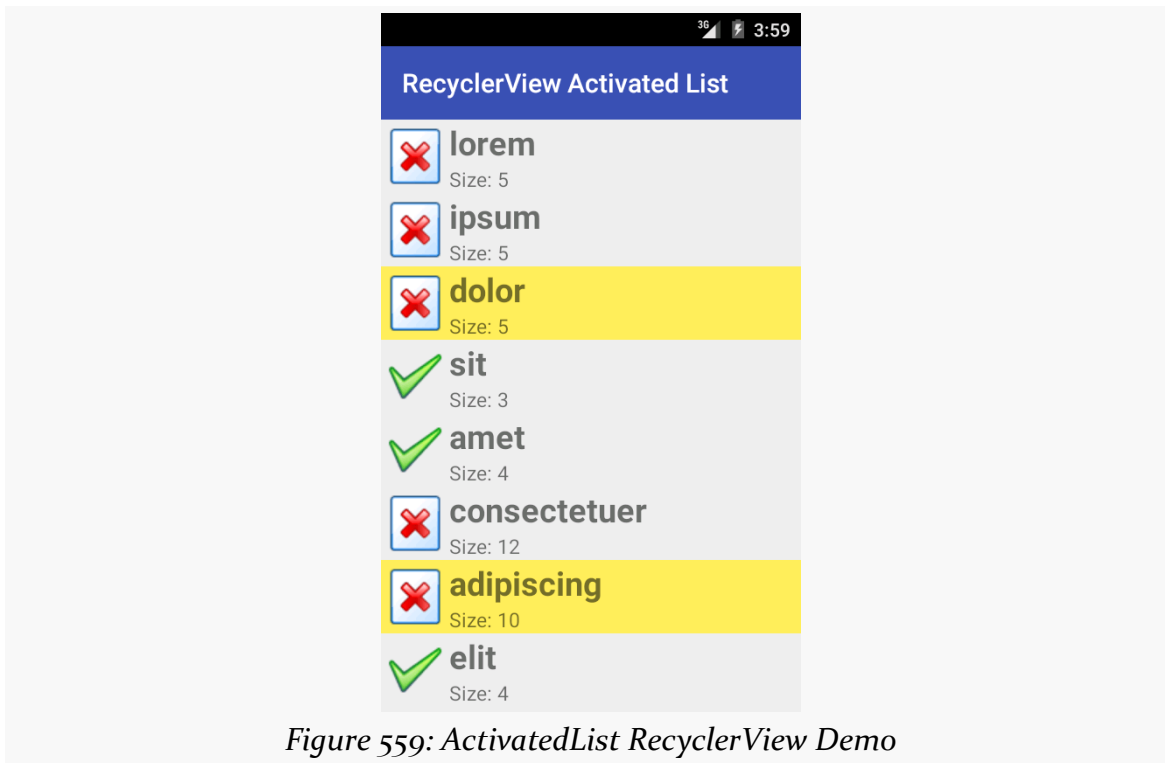 3G 3:59
RecyclerView Activated List
lorem
Size: 5
ipsum
Size: 5
dolor
Size: 5
sit
Size: 3
amet
Size: 4
consectetuer
Size: 12
adipiscing
Size: 10
elit
Size: 4
Figure 559: ActivatedList RecyclerView Demo